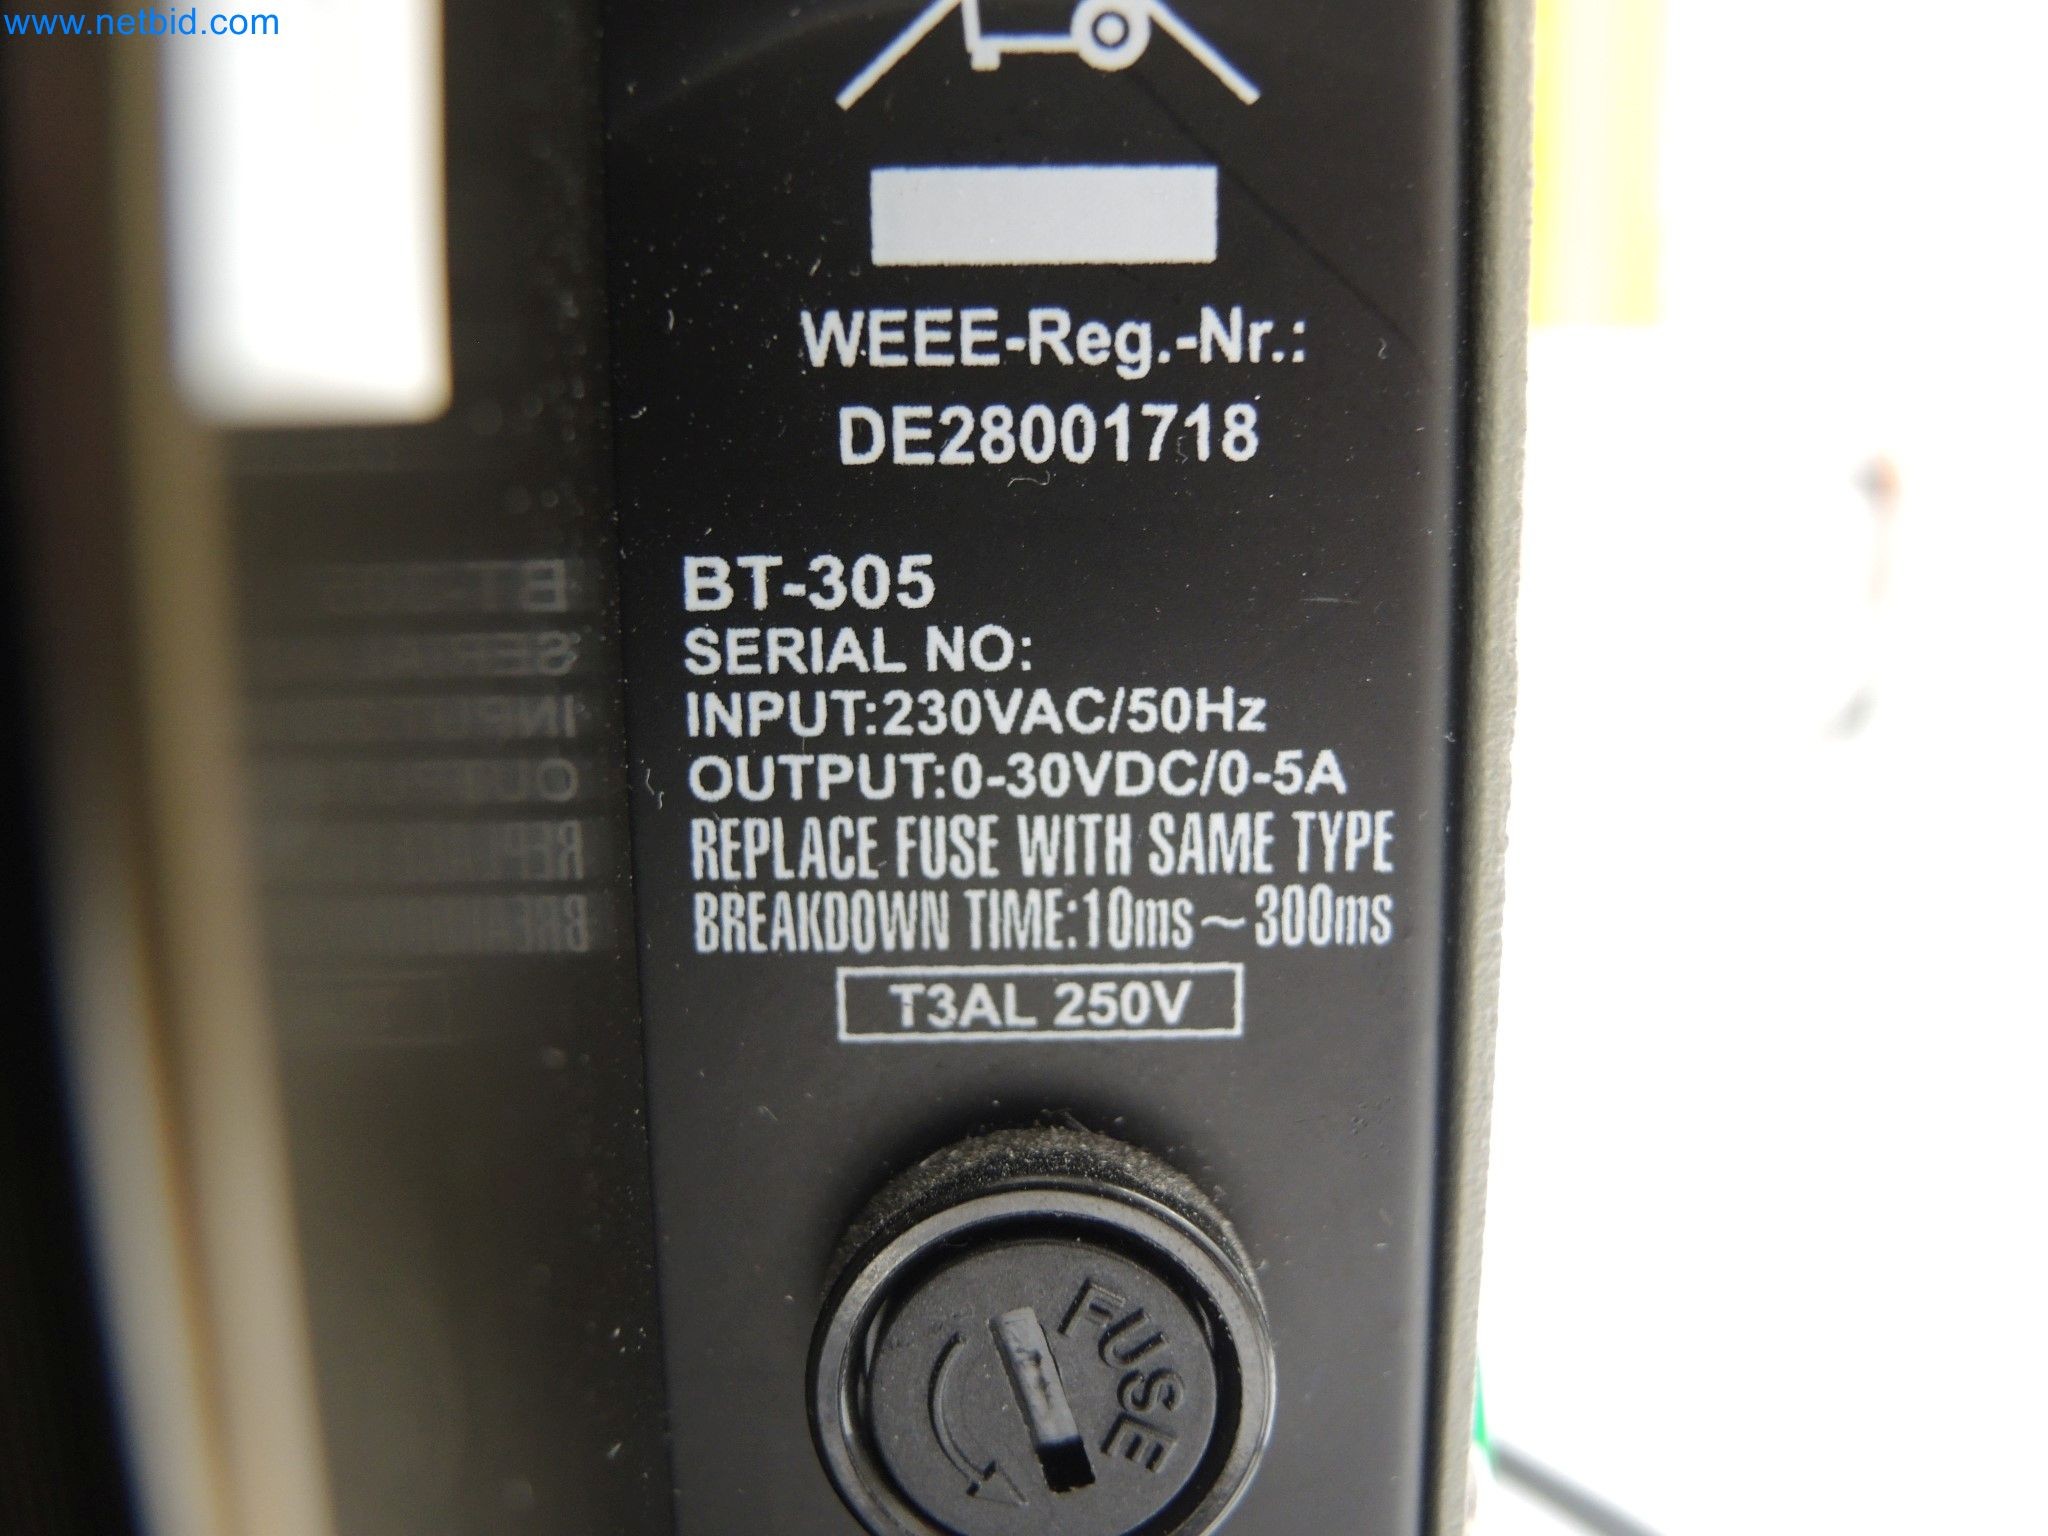 www.netbid.com
WEEE-Reg.-Nr.:
DE28001718
BT-305
SERIAL NO:
INPUT:230VAC/50Hz
OUTPUT:0-30VDC/0-5A
REPLACE FUSE WITH SAME TYPE
BREAKDOWN TIME:10ms~300ms
T3AL 250V
FUSE